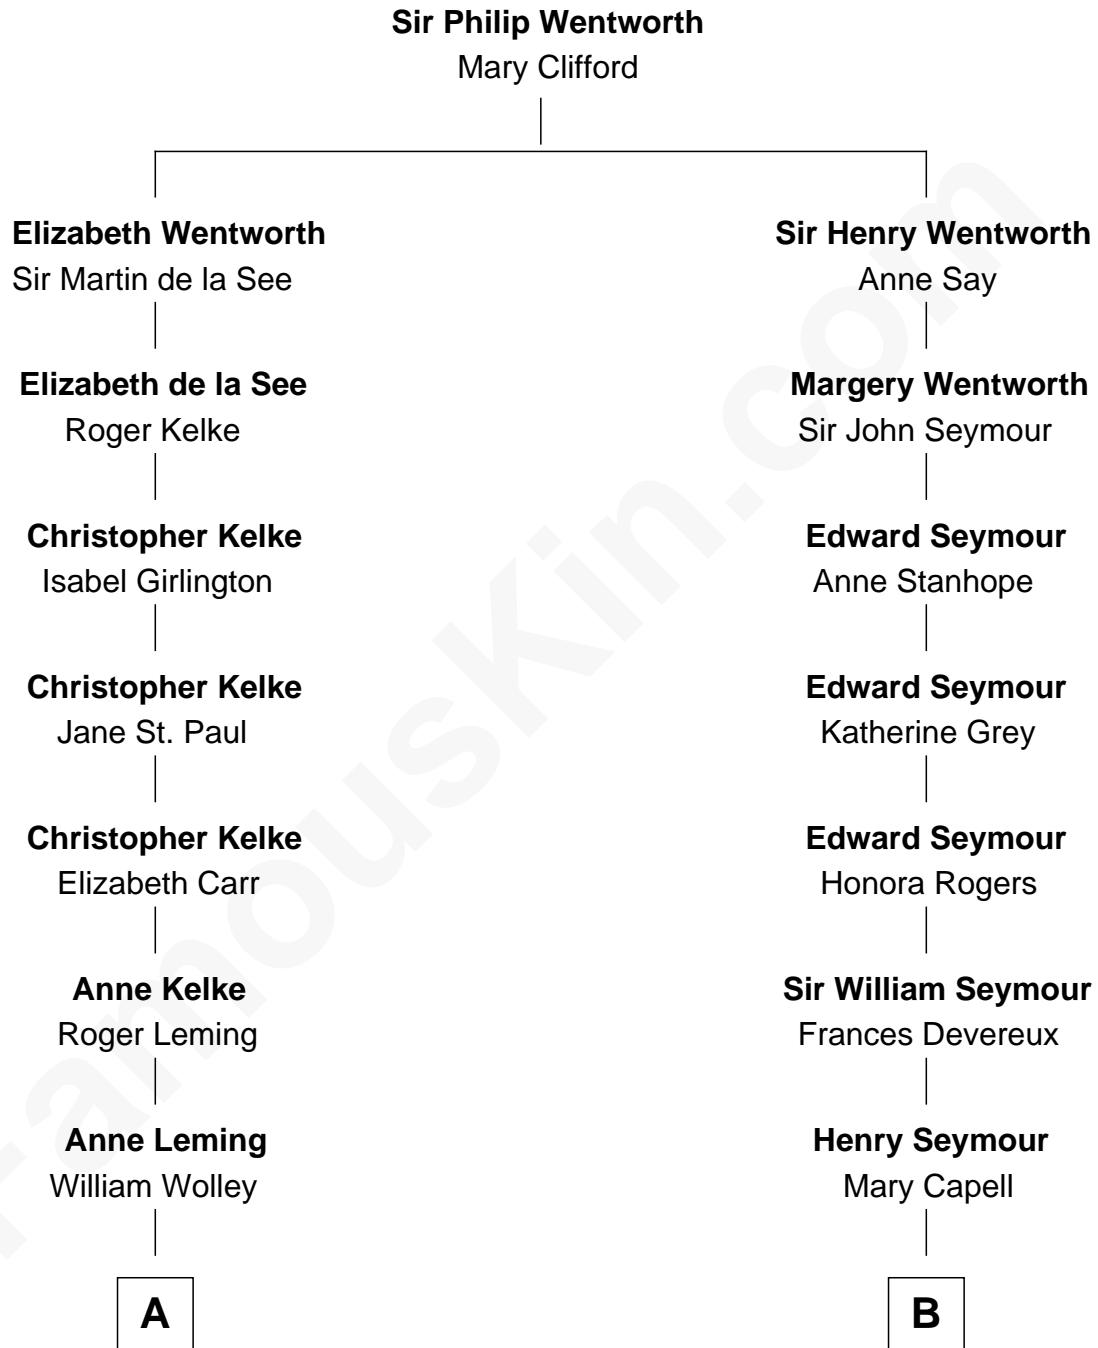 Sir Philip Wentworth
Mary Clifford
Elizabeth Wentworth
Sir Martin de la See
Sir Henry Wentworth
Anne Say
Elizabeth de la See
Roger Kelke
Margery Wentworth
Sir John Seymour
Christopher Kelke
Isabel Girlington
Edward Seymour
Anne Stanhope
Christopher Kelke
Jane St. Paul
Edward Seymour
Katherine Grey
Christopher Kelke
Elizabeth Carr
Edward Seymour
Honora Rogers
Anne Kelke
Roger Leming
Sir William Seymour
Frances Devereux
Anne Leming
William Wolley
Henry Seymour
Mary Capell
A
B
FamousKin.com